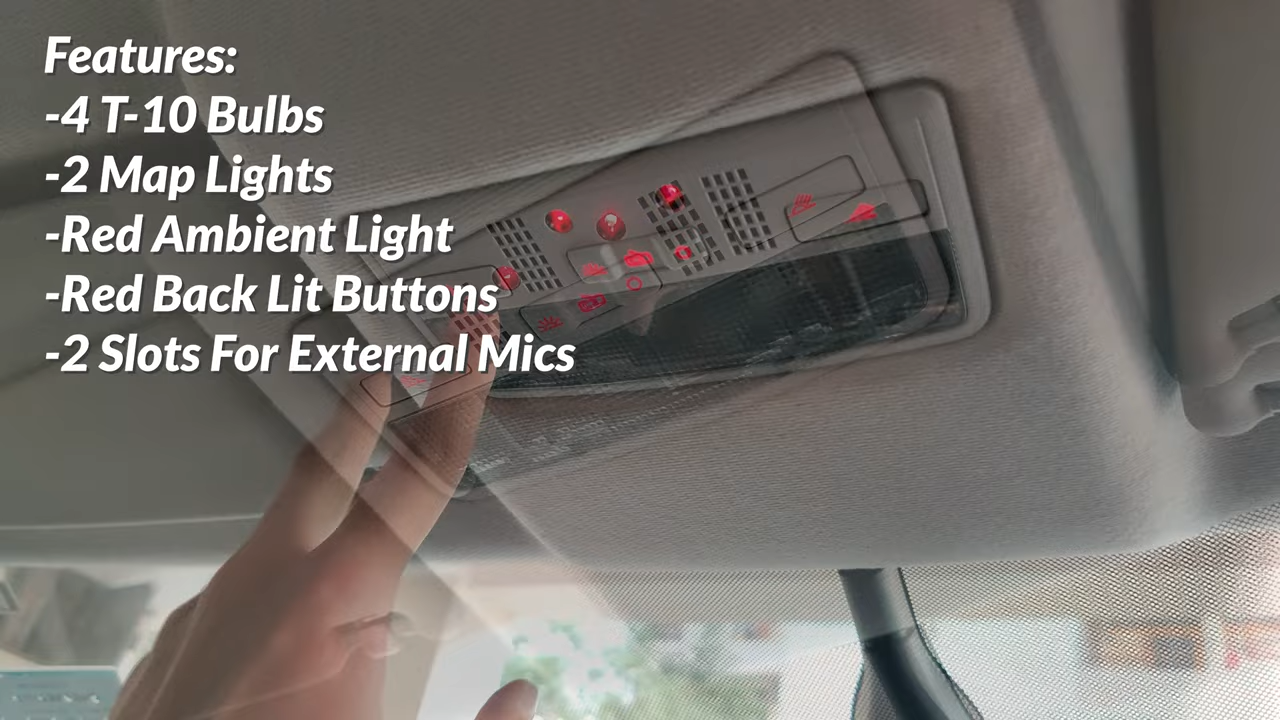 Features:
-4 T-10 Bulbs
-2 Map Lights
-Red Ambient Light
-Red Back Lit Buttons
-2 Slots For External Mics